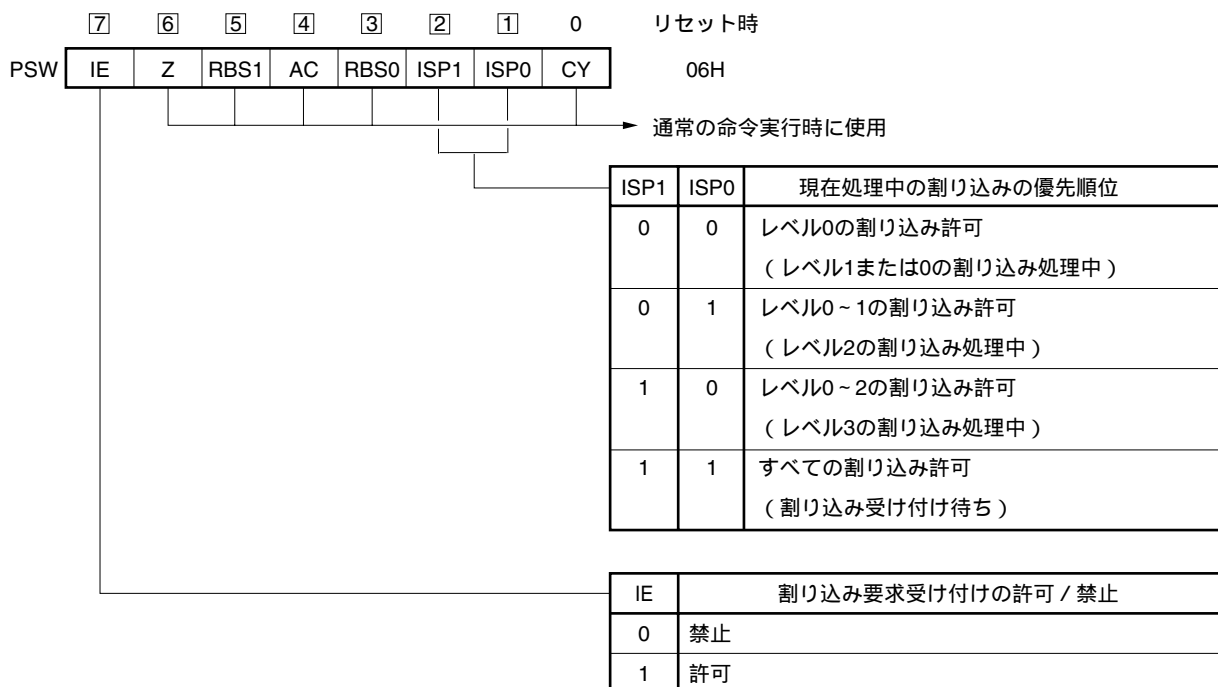 7 6 5 4 3 2 1 0 リセット時
PSW IE Z RBS1 AC RBS0 ISP1 ISP0 CY 06H
通常の命令実行時に使用
ISP1 ISP0 現在処理中の割り込みの優先順位
0 0 レベル0の割り込み許可
(レベル1または0の割り込み処理中)
0 1 レベル0~1の割り込み許可
(レベル2の割り込み処理中)
1 0 レベル0~2の割り込み許可
(レベル3の割り込み処理中)
1 1 すべての割り込み許可
(割り込み受け付け待ち)
IE 割り込み要求受け付けの許可/禁止
0 禁止
1 許可